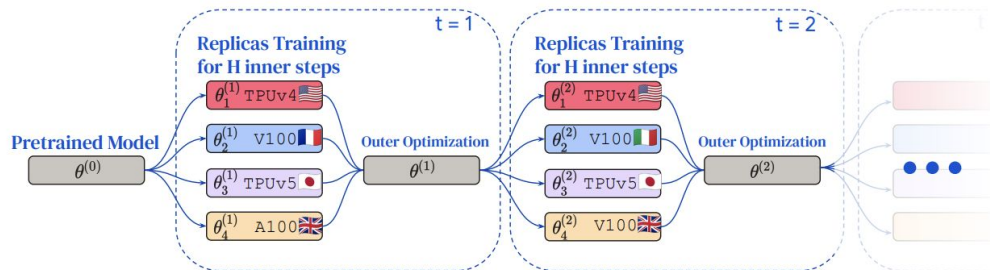 t = 1
t = 2
t
Replicas Training
for H inner steps
Replicas Training
for H inner steps
θ₁⁽¹⁾ TPUv4
θ₁⁽²⁾ TPUv4
Pretrained Model
θ₂⁽¹⁾ V100
Outer Optimization
θ₂⁽²⁾ V100
Outer Optimization
θ⁽⁰⁾
θ⁽¹⁾
θ⁽²⁾
θ₃⁽¹⁾ TPUv5
θ₃⁽²⁾ TPUv5
θ₄⁽¹⁾ A100
θ₄⁽²⁾ V100